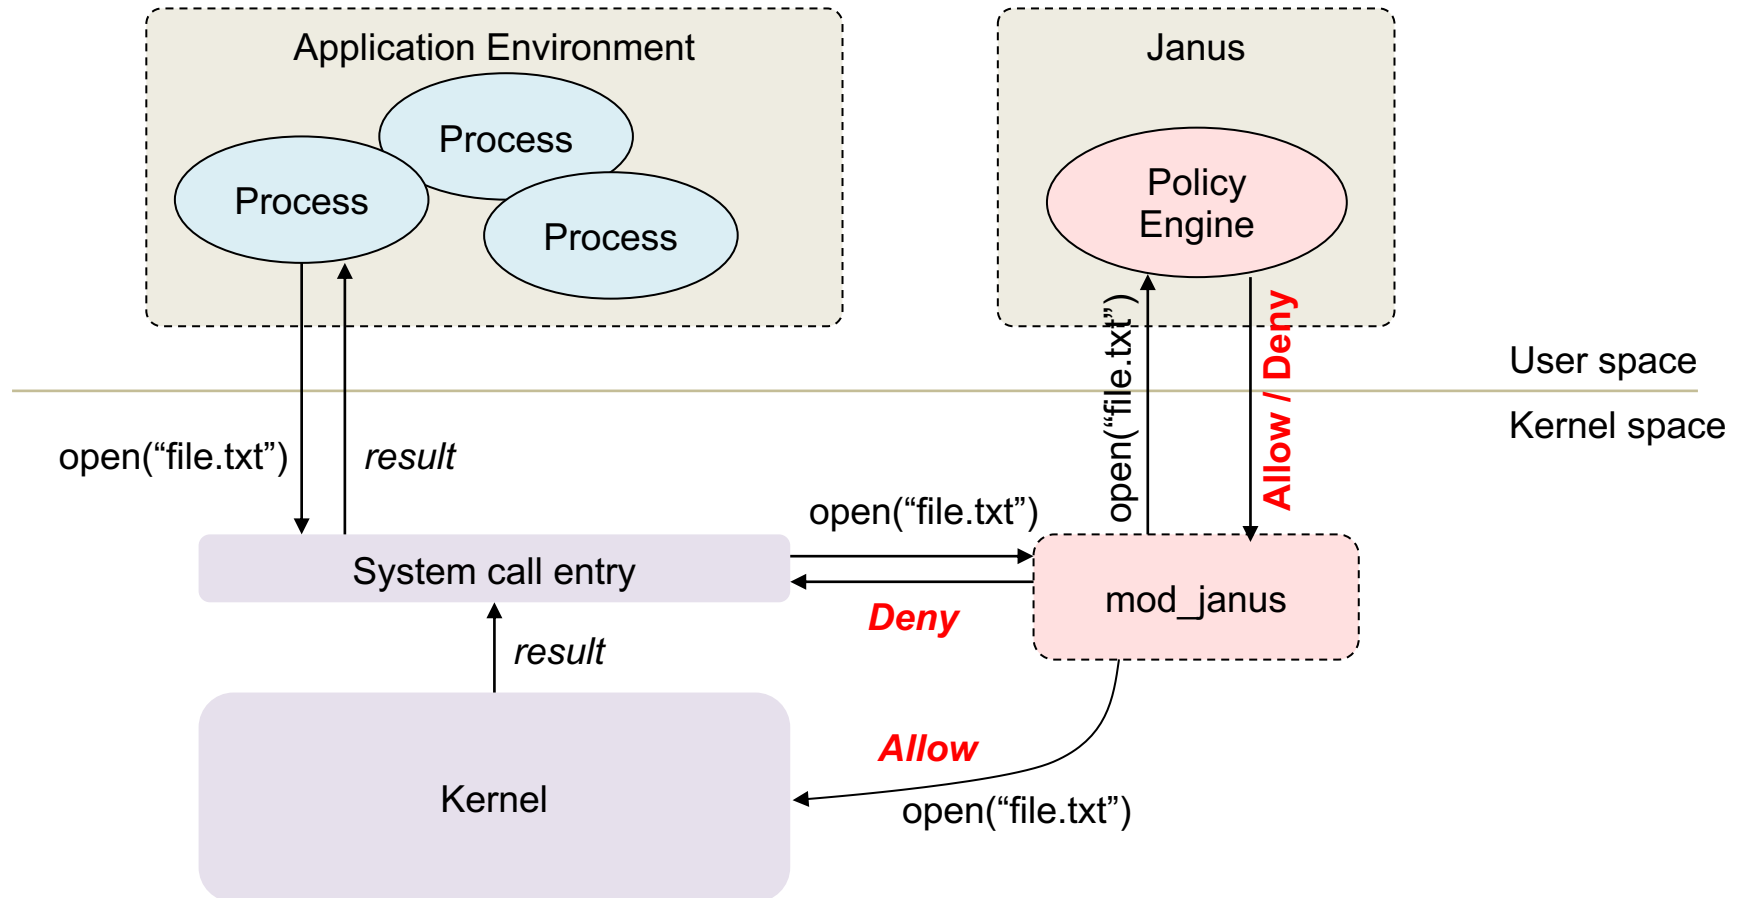 Application Environment
Janus
Process
Process
Process
Policy
Engine
User space
Kernel space
open(“file.txt”)
result
open(“file.txt”)
Allow / Deny
open(“file.txt”)
System call entry
Deny
mod_janus
result
Allow
open(“file.txt”)
Kernel